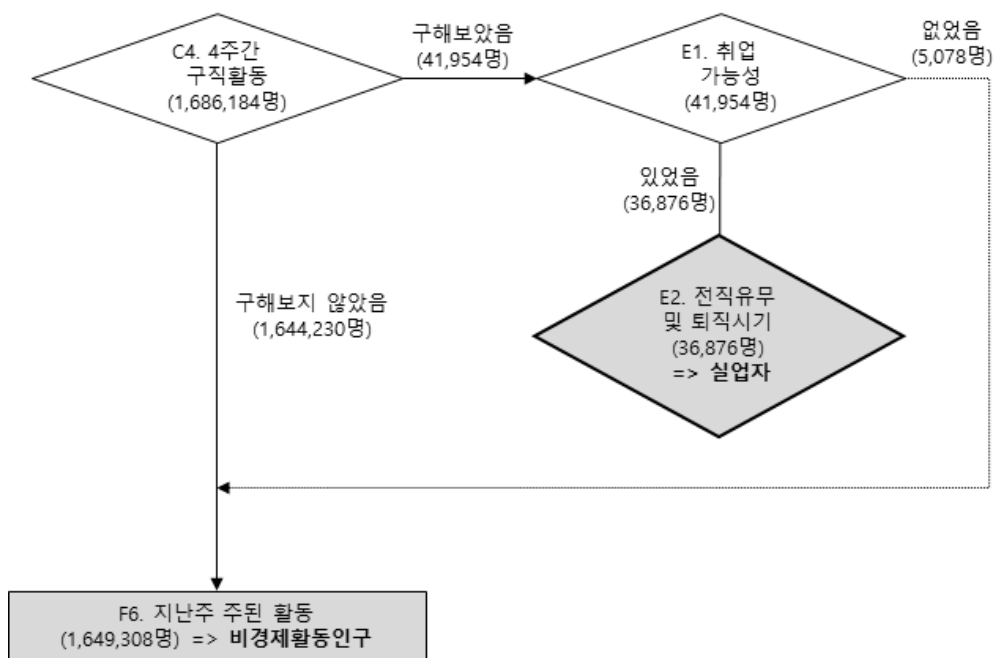 C4. 4주간
구직활동
(1,686,184명)
구해보았음
(41,954명)
E1. 취업
가능성
(41,954명)
없었음
(5,078명)
있었음
(36,876명)
구해보지 않았음
(1,644,230명)
E2. 전직유무
및 퇴직시기
(36,876명)
=> 실업자
F6. 지난주 주된 활동
(1,649,308명) => 비경제활동인구